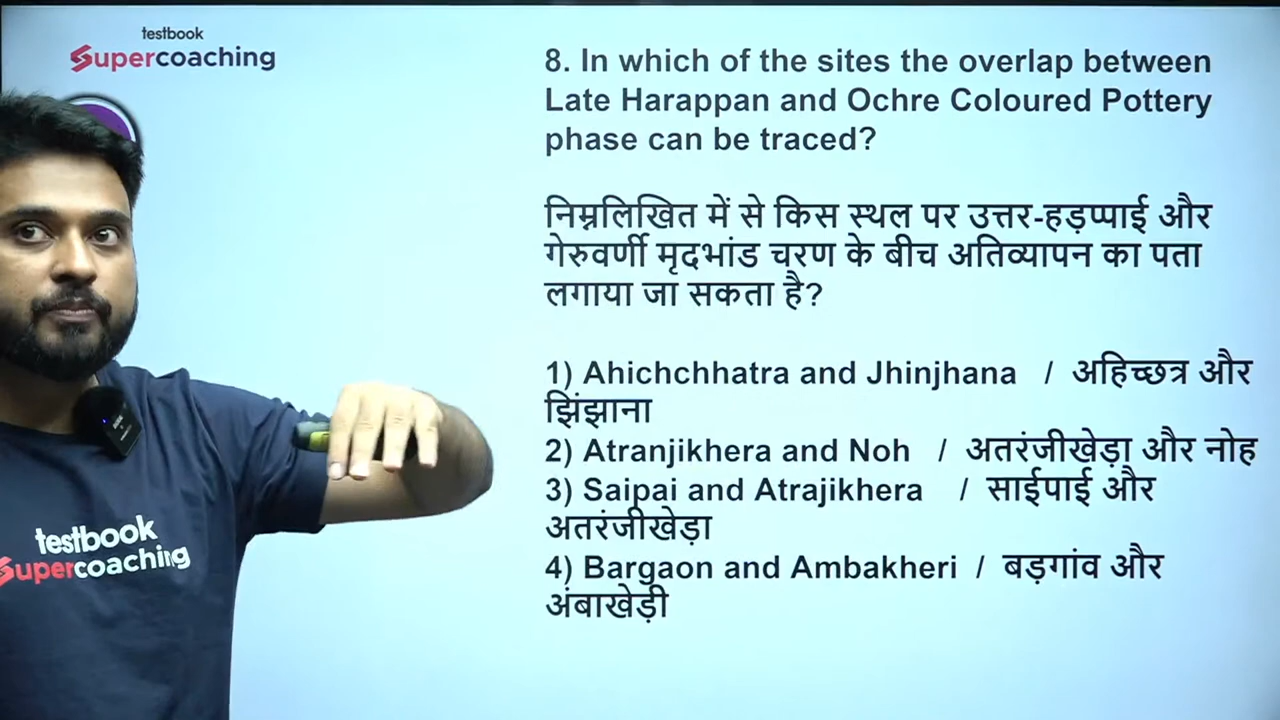 testbook
Supercoaching
8. In which of the sites the overlap between
Late Harappan and Ochre Coloured Pottery
phase can be traced?
निम्नलिखित में से किस स्थल पर उत्तर-हड़प्पाई और
गेरुवर्णी मृदभांड चरण के बीच अतिव्यापन का पता
लगाया जा सकता है?
1) Ahichchhatra and Jhinjhana / अहिच्छत्र और
झिंझाना
2) Atranjikhera and Noh / अतरंजीखेड़ा और नोह
3) Saipai and Atrajikhera / साईपाई और
अतरंजीखेड़ा
4) Bargaon and Ambakheri / बड़गांव और
अंबाखेड़ी
testbook
Supercoaching